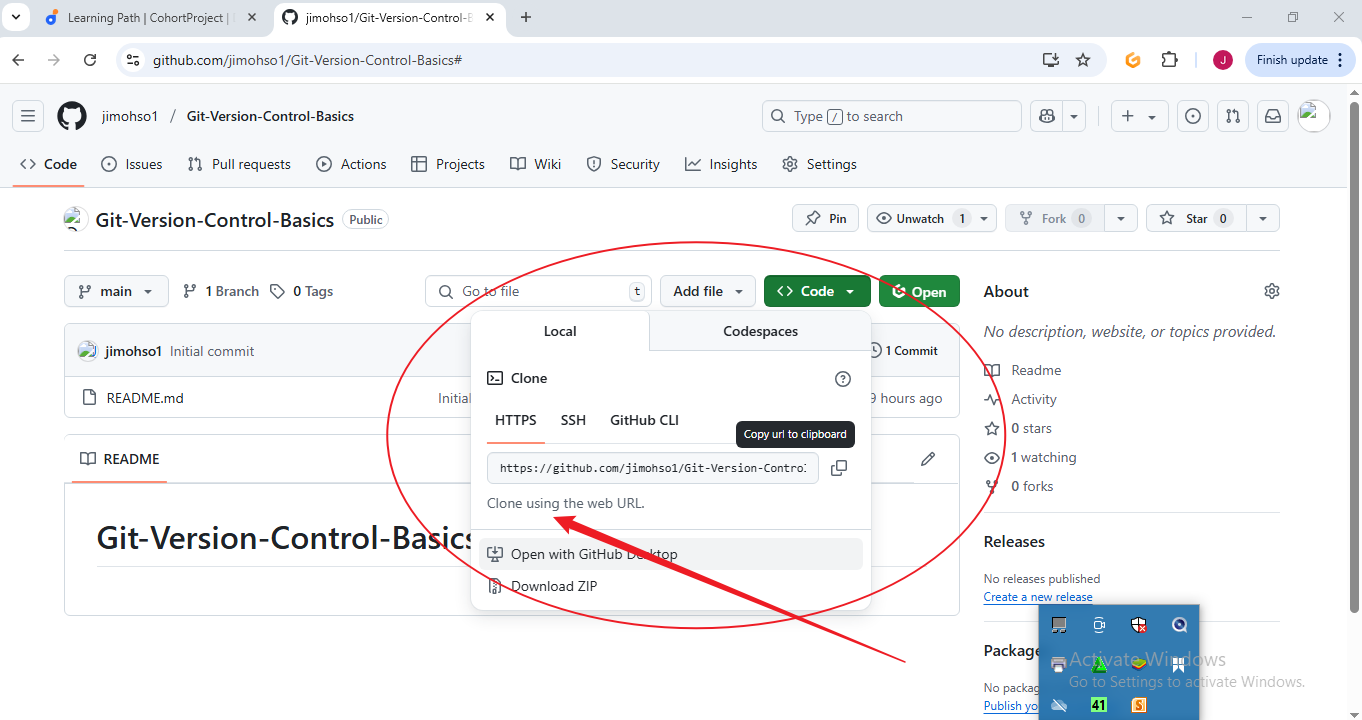 Learning Path | CohortProject |
jimohso1/Git-Version-Control-B
github.com/jimohso1/Git-Version-Control-Basics#
J
Finish update
jimohso1 / Git-Version-Control-Basics
Type / to search
Code
Issues
Pull requests
Actions
Projects
Wiki
Security
Insights
Settings
Git-Version-Control-Basics
Public
Pin
Unwatch 1
Fork 0
Star 0
main
1 Branch
0 Tags
Go to file
t
Add file
Code
Open
About
No description, website, or topics provided.
Local
Codespaces
jimohso1 Initial commit
1 Commit
Clone
Readme
README.md
Initial
9 hours ago
Activity
HTTPS
SSH
GitHub CLI
Copy url to clipboard
0 stars
README
1 watching
https://github.com/jimohso1/Git-Version-Control
0 forks
Clone using the web URL.
Git-Version-Control-Basics
Open with GitHub Desktop
Download ZIP
Releases
No releases published
Create a new release
Package
No packag
Publish yo
41
Activate Windows
Go to Settings to activate Windows.